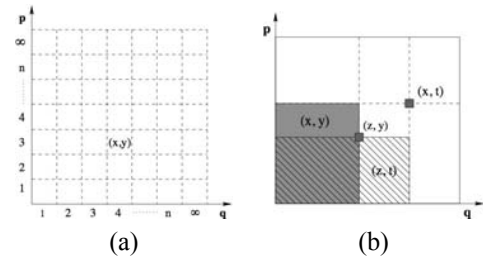 p
∞
n
4
3
2
1
(x,y)
1 2 3 4 n ∞ q
(a)
p
(x, t)
(x, y)
(z, y)
(z, t)
q
(b)